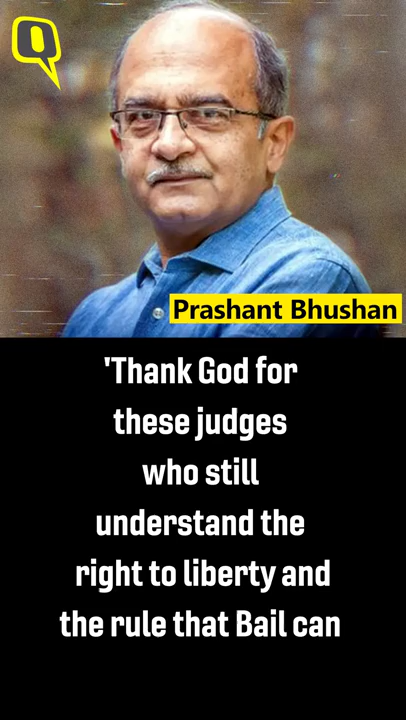 Prashant Bhushan
'Thank God for
these judges
who still
understand the
right to liberty and
the rule that Bail can